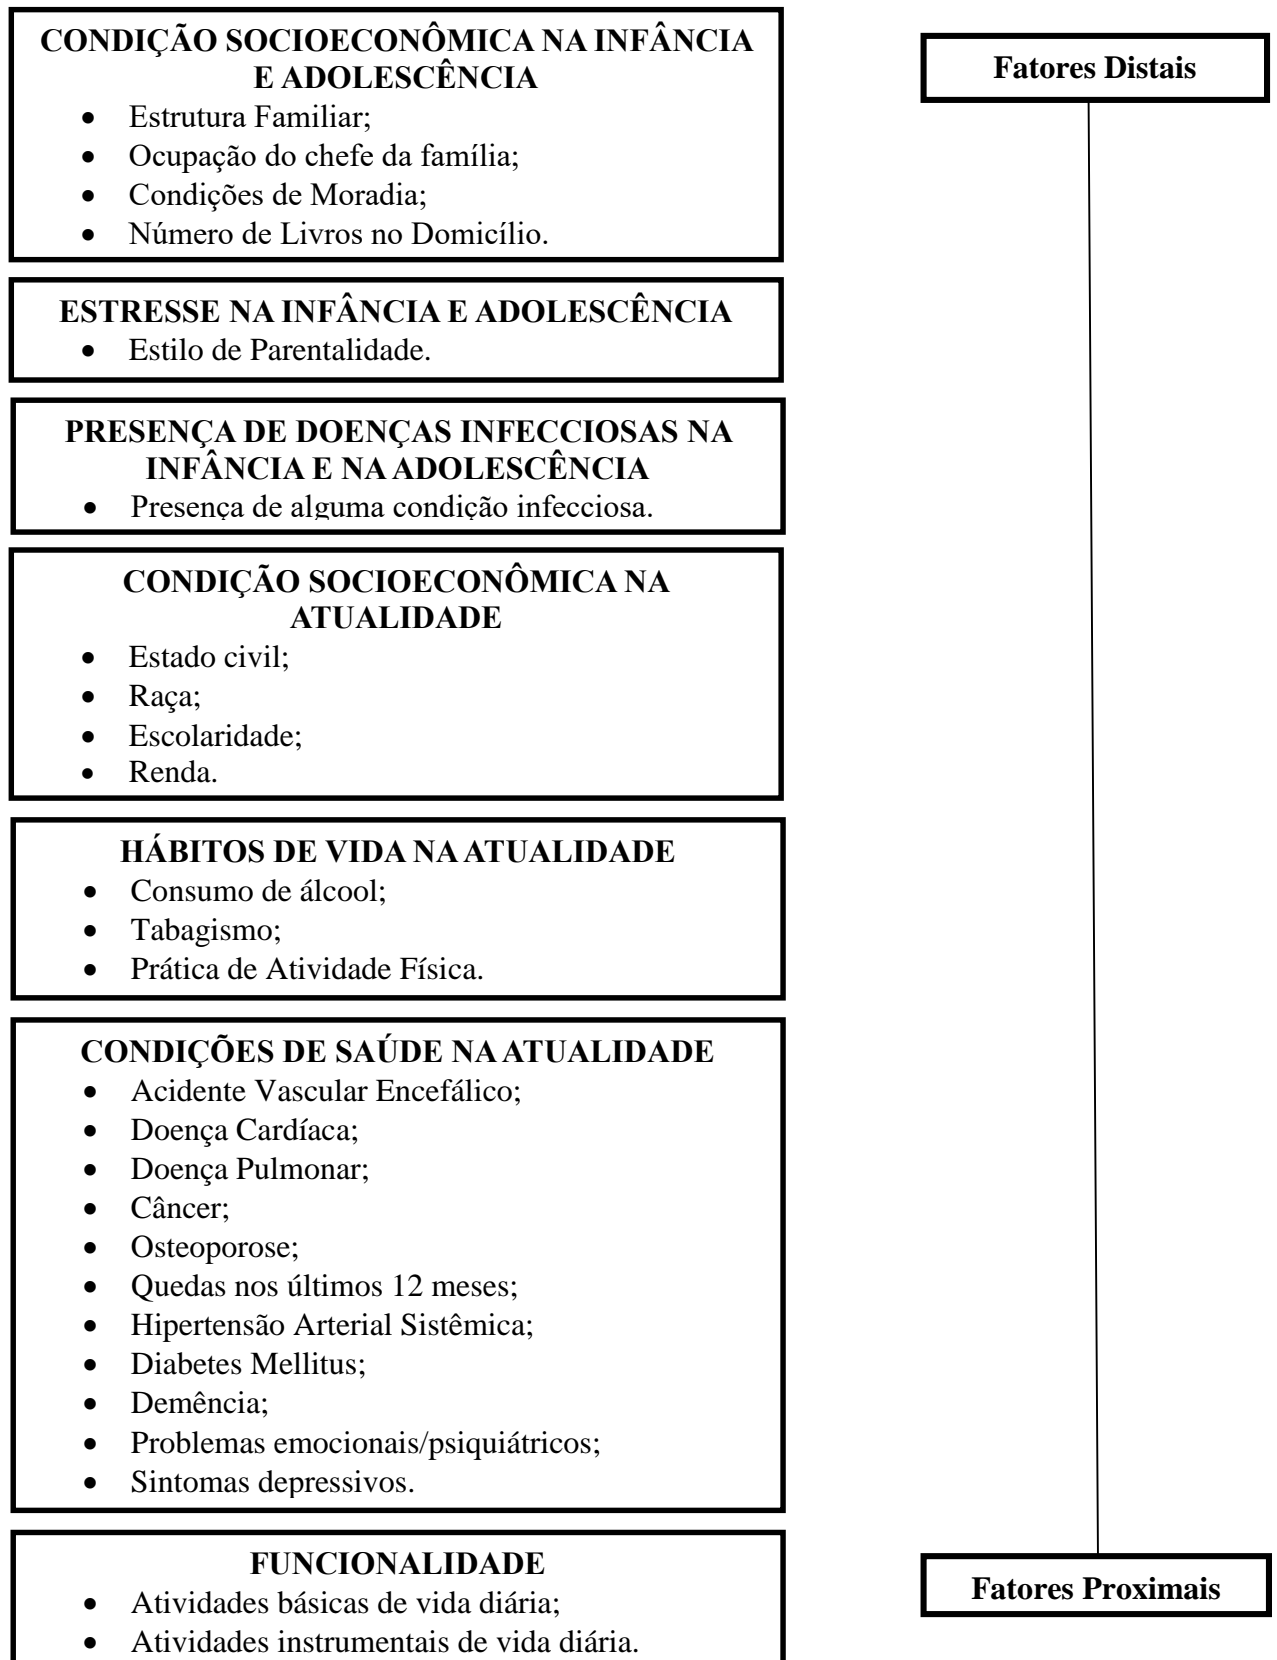 CONDIÇÃO SOCIOECONÔMICA NA INFÂNCIA
E ADOLESCÊNCIA
• Estrutura Familiar;
• Ocupação do chefe da família;
• Condições de Moradia;
• Número de Livros no Domicílio.
Fatores Distais
ESTRESSE NA INFÂNCIA E ADOLESCÊNCIA
• Estilo de Parentalidade.
PRESENÇA DE DOENÇAS INFECCIOSAS NA
INFÂNCIA E NA ADOLESCÊNCIA
• Presença de alguma condição infecciosa.
CONDIÇÃO SOCIOECONÔMICA NA
ATUALIDADE
• Estado civil;
• Raça;
• Escolaridade;
• Renda.
HÁBITOS DE VIDA NA ATUALIDADE
• Consumo de álcool;
• Tabagismo;
• Prática de Atividade Física.
CONDIÇÕES DE SAÚDE NA ATUALIDADE
• Acidente Vascular Encefálico;
• Doença Cardíaca;
• Doença Pulmonar;
• Câncer;
• Osteoporose;
• Quedas nos últimos 12 meses;
• Hipertensão Arterial Sistêmica;
• Diabetes Mellitus;
• Demência;
• Problemas emocionais/psiquiátricos;
• Sintomas depressivos.
FUNCIONALIDADE
• Atividades básicas de vida diária;
• Atividades instrumentais de vida diária.
Fatores Proximais